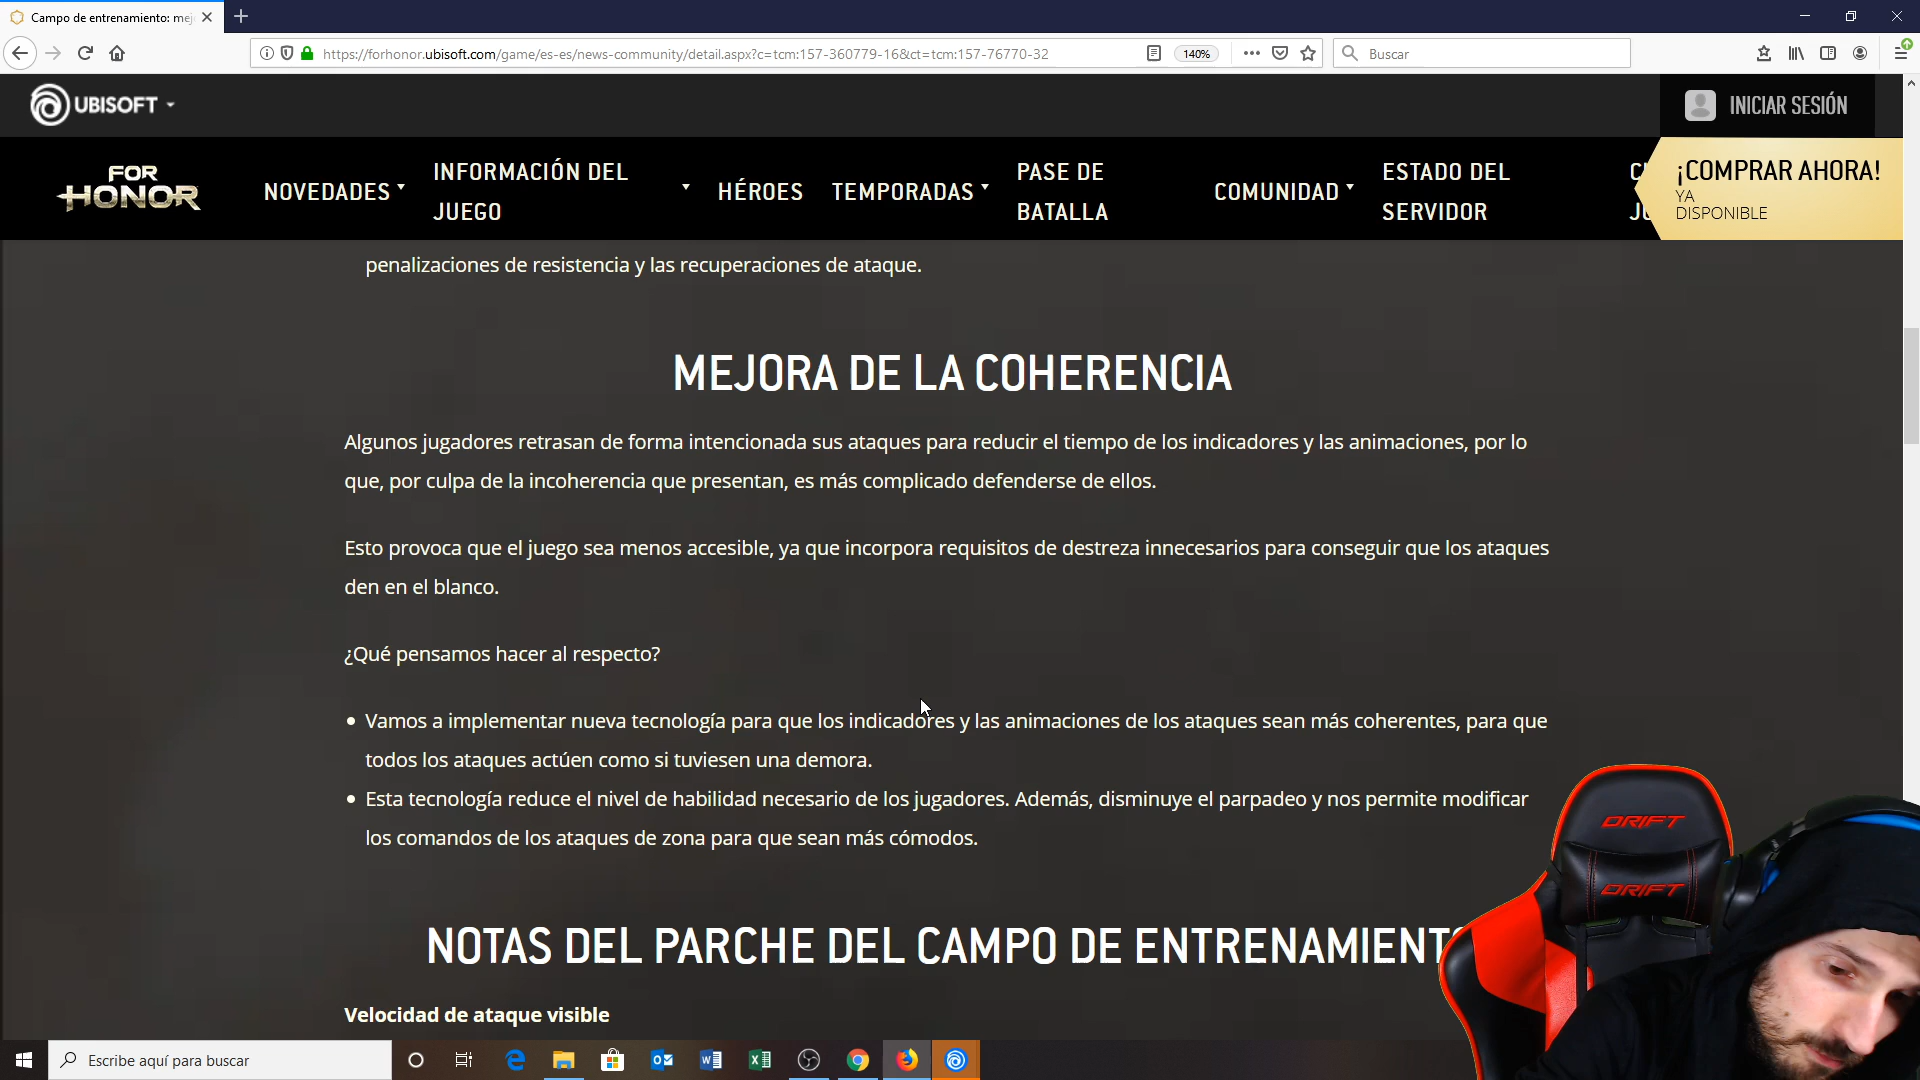 Campo de entrenamiento: mej
https://forhonor.ubisoft.com/game/es-es/news-community/detail.aspx?c=tcm:157-360779-16&ct=tcm:157-76770-32
140%
Buscar
UBISOFT
INICIAR SESIÓN
FOR HONOR
NOVEDADES
INFORMACIÓN DEL JUEGO
HÉROES
TEMPORADAS
PASE DE BATALLA
COMUNIDAD
ESTADO DEL SERVIDOR
¡COMPRAR AHORA!
YA
DISPONIBLE
penalizaciones de resistencia y las recuperaciones de ataque.
MEJORA DE LA COHERENCIA
Algunos jugadores retrasan de forma intencionada sus ataques para reducir el tiempo de los indicadores y las animaciones, por lo
que, por culpa de la incoherencia que presentan, es más complicado defenderse de ellos.
Esto provoca que el juego sea menos accesible, ya que incorpora requisitos de destreza innecesarios para conseguir que los ataques
den en el blanco.
¿Qué pensamos hacer al respecto?
• Vamos a implementar nueva tecnología para que los indicadores y las animaciones de los ataques sean más coherentes, para que
todos los ataques actúen como si tuviesen una demora.
• Esta tecnología reduce el nivel de habilidad necesario de los jugadores. Además, disminuye el parpadeo y nos permite modificar
los comandos de los ataques de zona para que sean más cómodos.
NOTAS DEL PARCHE DEL CAMPO DE ENTRENAMIENTO
Velocidad de ataque visible
DRIFT
DRIFT
Escribe aquí para buscar